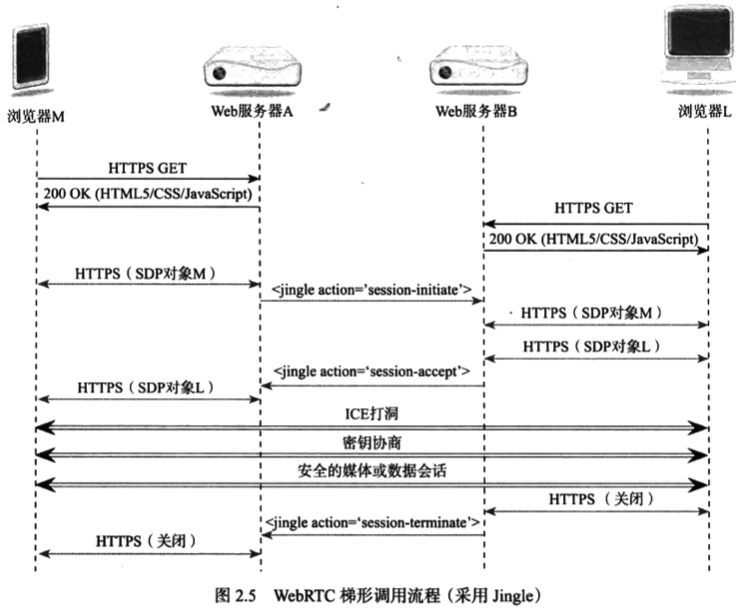 浏览器M
Web服务器A
Web服务器B
浏览器L
HTTPS GET
200 OK (HTML5/CSS/JavaScript)
HTTPS GET
200 OK (HTML5/CSS/JavaScript)
HTTPS（SDP对象M）
<jingle action='session-initiate'>
HTTPS（SDP对象M）
HTTPS（SDP对象L）
<jingle action=‘session-accept’>
HTTPS（SDP对象L）
ICE打洞
密钥协商
安全的媒体或数据会话
HTTPS （关闭）
<jingle action=‘session-terminate’>
HTTPS（关闭）
图 2.5 WebRTC 梯形调用流程（采用 Jingle）